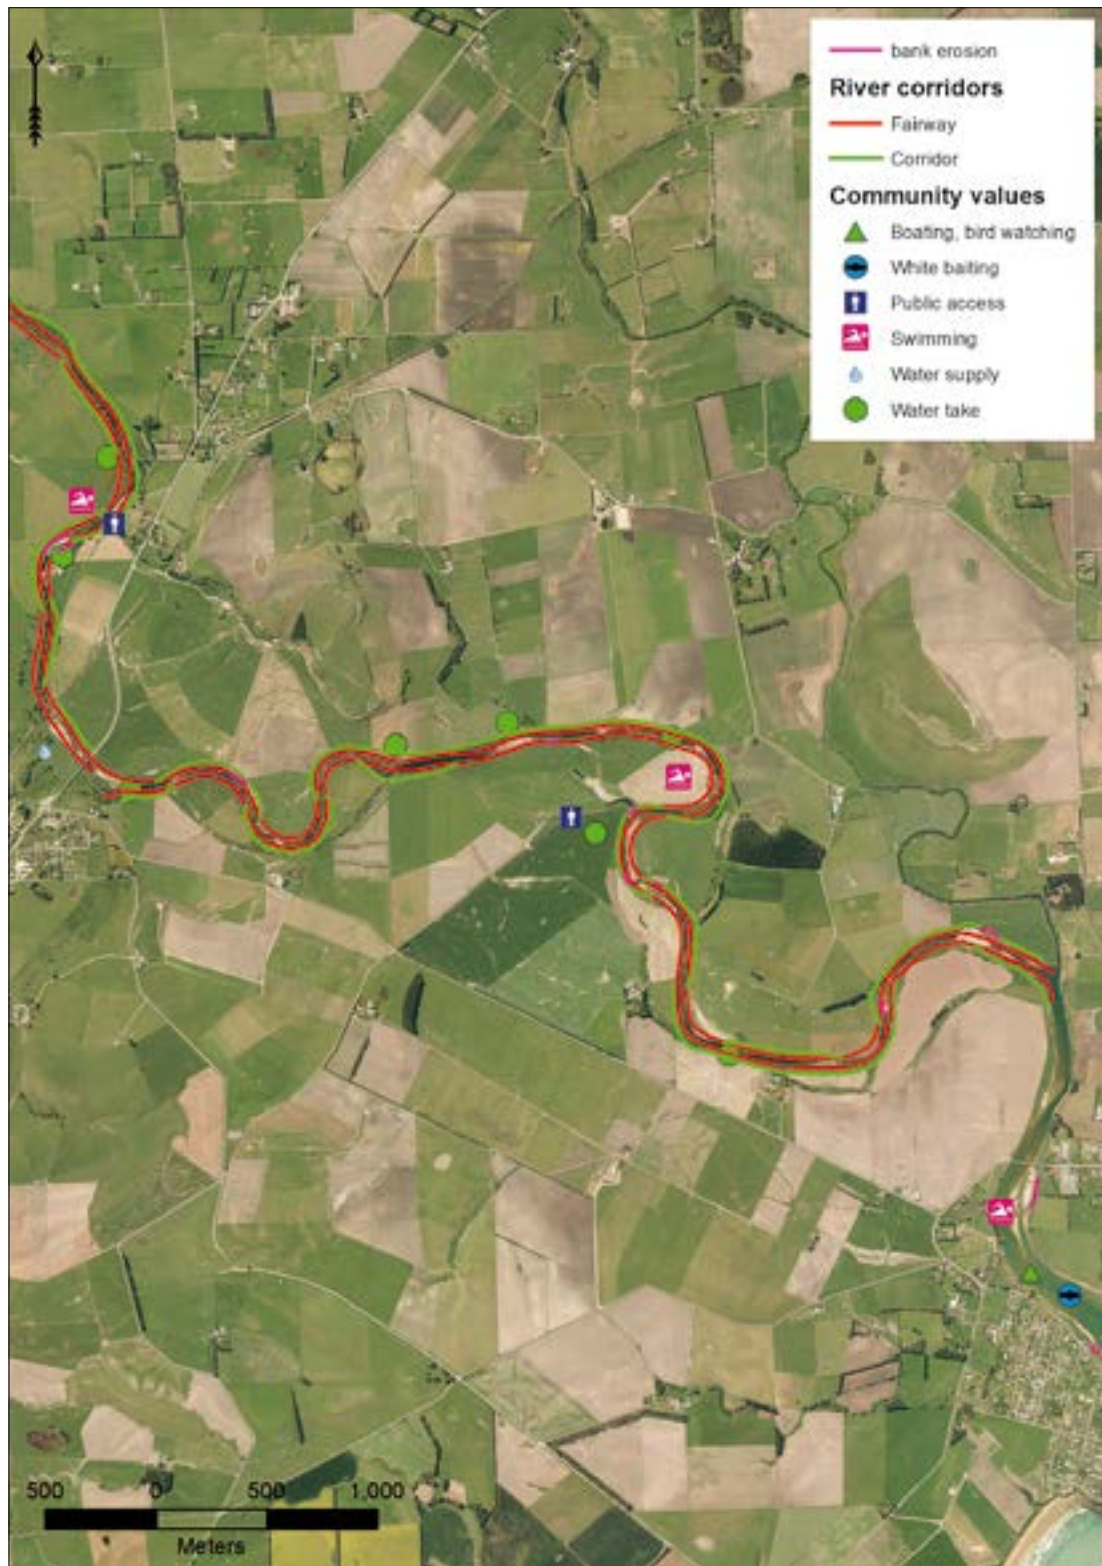 bank erosion
River corridors
Fairway
Corridor
Community values
Boating, bird watching
White baiting
Public access
Swimming
Water supply
Water take
500 0 500 1,000
Meters